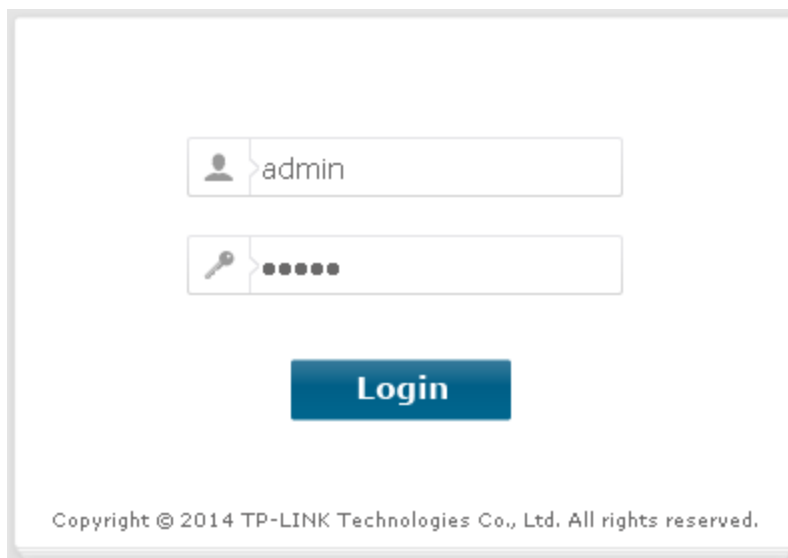 admin
●●●●●
Login
Copyright © 2014 TP-LINK Technologies Co., Ltd. All rights reserved.